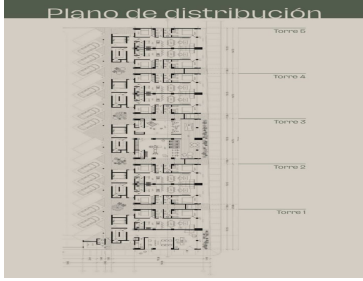 Plano de distribución
Torre 5
Torre 4
Torre 3
Torre 2
Torre 1